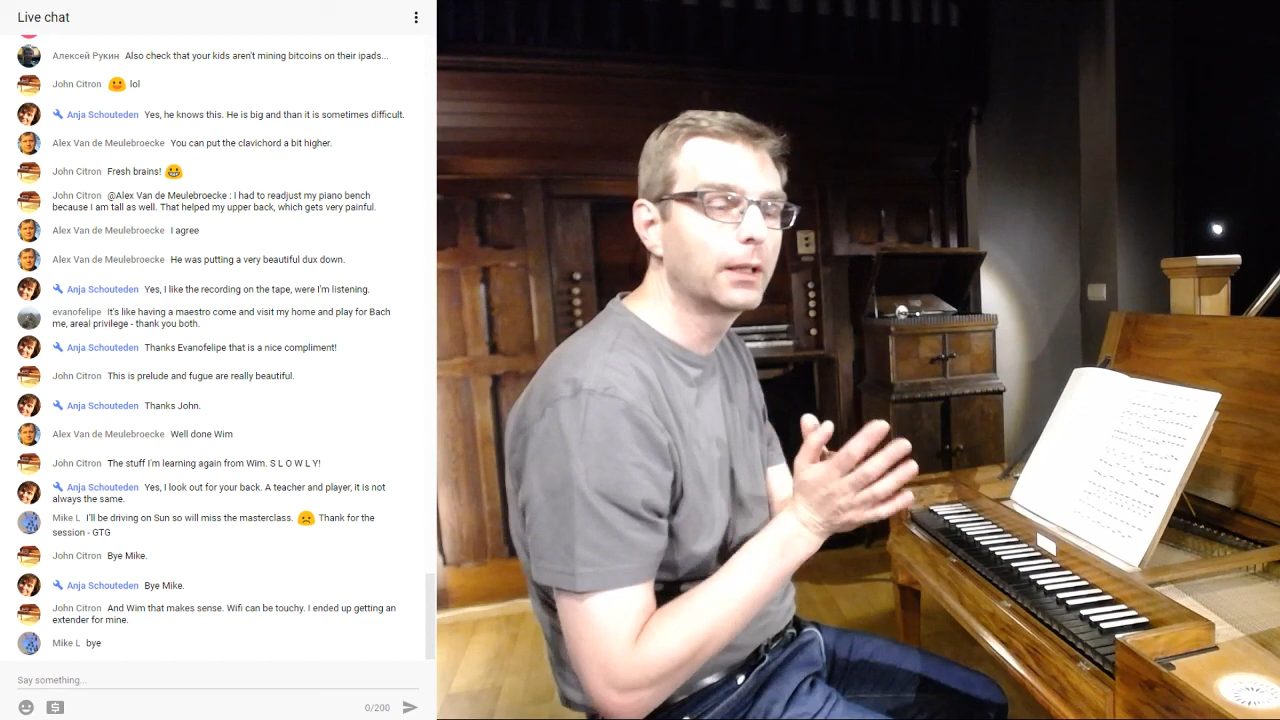 Live chat
Алексей Рукин Also check that your kids aren't mining bitcoins on their ipads...
John Citron lol
Anja Schouteden Yes, he knows this. He is big and than it is sometimes difficult.
Alex Van de Meulebroecke You can put the clavichord a bit higher.
John Citron Fresh brains!
John Citron @Alex Van de Meulebroecke : I had to readjust my piano bench
because I am tall as well. That helped my upper back, which gets very painful.
Alex Van de Meulebroecke I agree
Alex Van de Meulebroecke He was putting a very beautiful dux down.
Anja Schouteden Yes, I like the recording on the tape, were I'm listening.
evanofelipe It's like having a maestro come and visit my home and play for Bach
me, areal privilege - thank you both.
Anja Schouteden Thanks Evanofelipe that is a nice compliment!
John Citron This is prelude and fugue are really beautiful.
Anja Schouteden Thanks John.
Alex Van de Meulebroecke Well done Wim
John Citron The stuff I'm learning again from Wim. S L O W L Y!
Anja Schouteden Yes, I look out for your back. A teacher and player, it is not
always the same.
Mike L I'll be driving on Sun so will miss the masterclass. Thank for the
session - GTG
John Citron Bye Mike.
Anja Schouteden Bye Mike.
John Citron And Wim that makes sense. Wifi can be touchy. I ended up getting an
extender for mine.
Mike L bye
Say something...
0/200